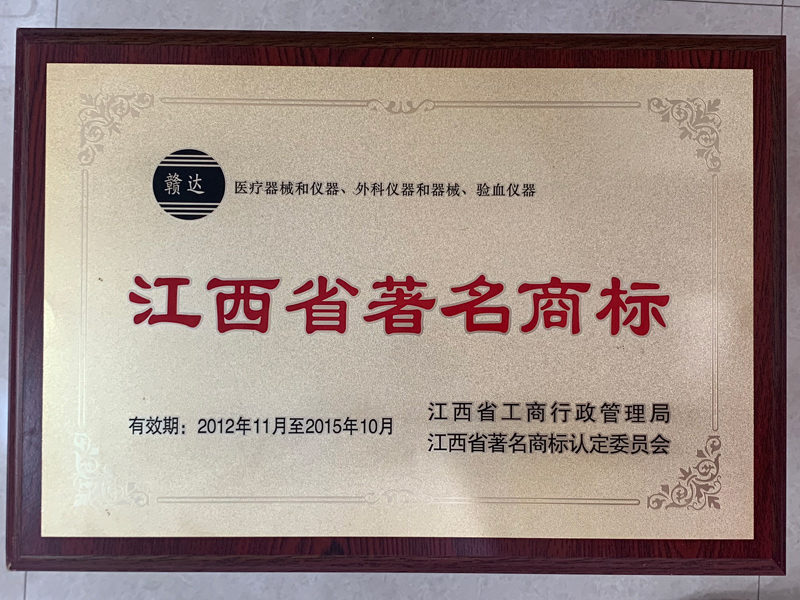 赣达
医疗器械和仪器、外科仪器和器械、验血仪器
江西省著名商标
有效期：2012年11月至2015年10月
江西省工商行政管理局
江西省著名商标认定委员会